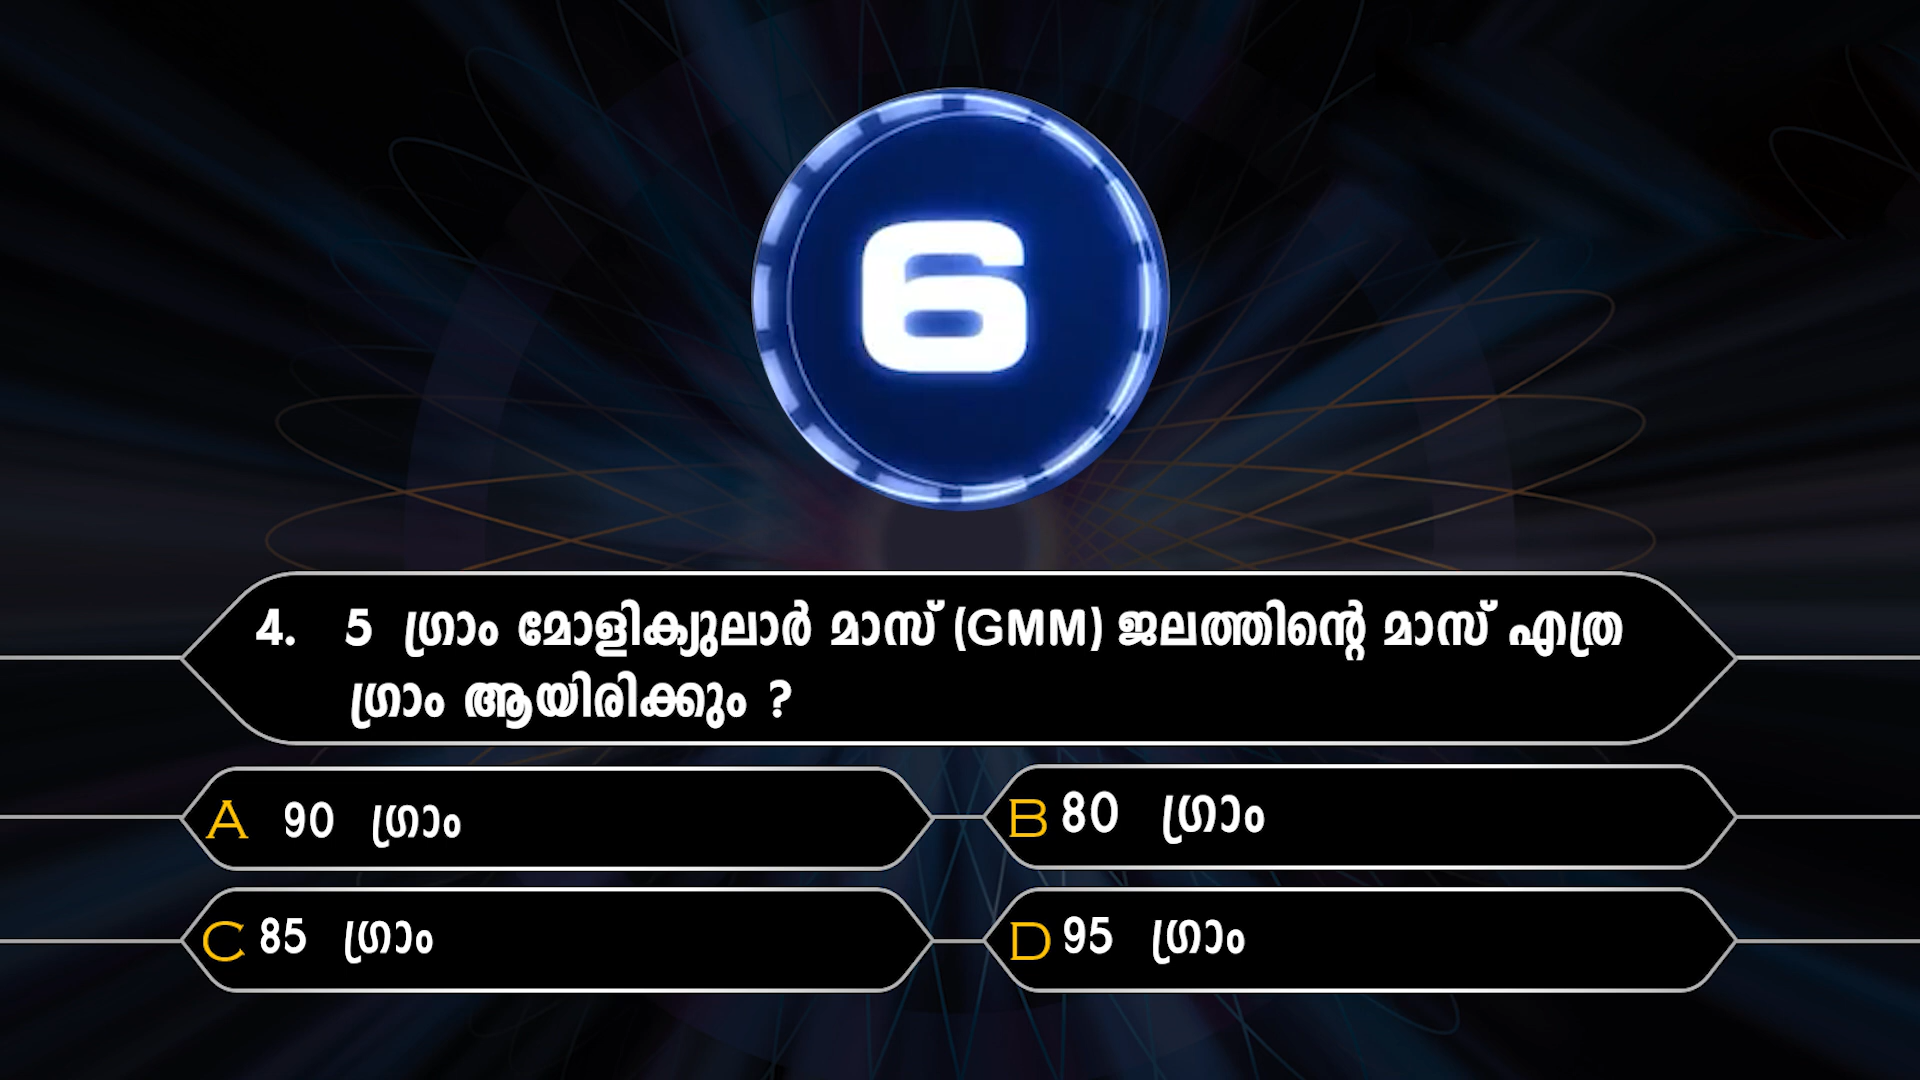 6
4. 5 ഗ്രാം മോളിക്യുലാർ മാസ് (GMM) ജലത്തിന്റെ മാസ് എത്ര
ഗ്രാം ആയിരിക്കും ?
A 90 ഗ്രാം
B 80 ഗ്രാം
C 85 ഗ്രാം
D 95 ഗ്രാം